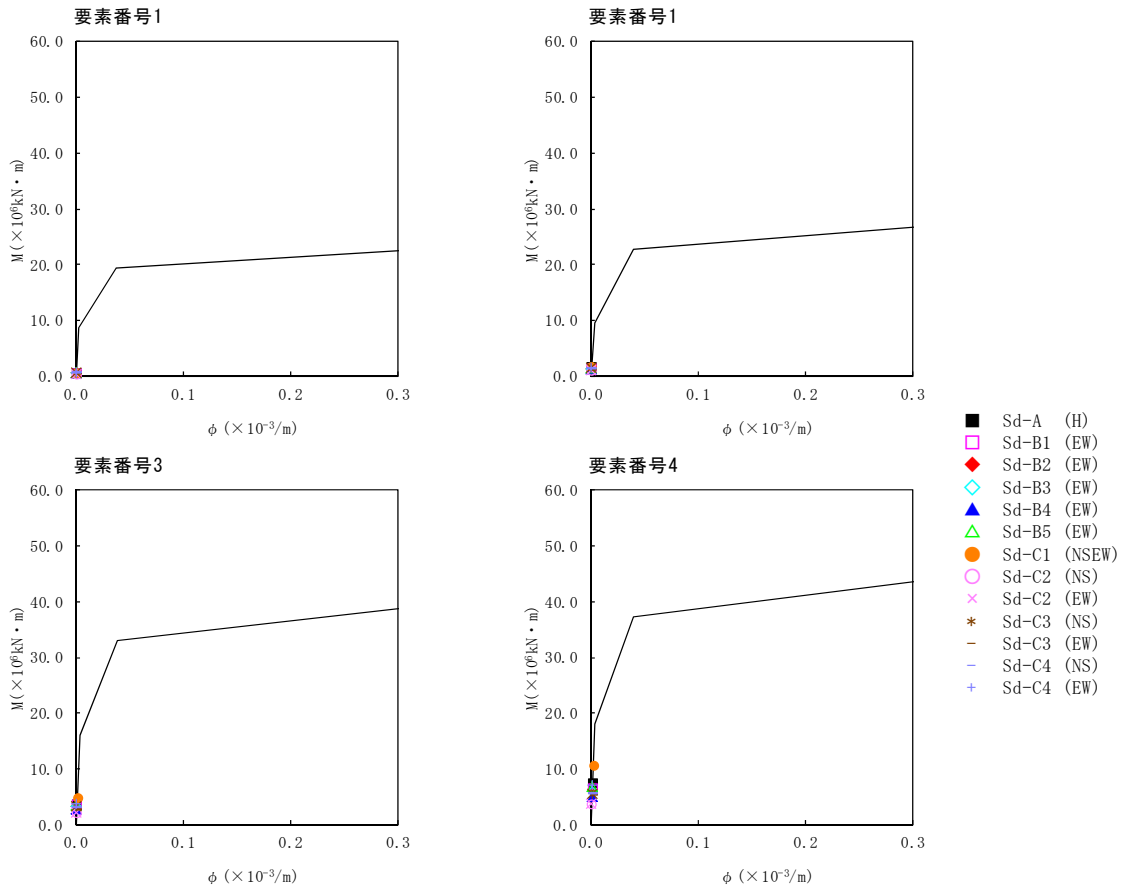 要素番号1
M(×10⁶kN・m)
60.0
50.0
40.0
30.0
20.0
10.0
0.0
0.0 0.1 0.2 0.3
φ (×10⁻³/m)
要素番号1
M(×10⁶kN・m)
60.0
50.0
40.0
30.0
20.0
10.0
0.0
0.0 0.1 0.2 0.3
φ (×10⁻³/m)
要素番号3
M(×10⁶kN・m)
60.0
50.0
40.0
30.0
20.0
10.0
0.0
0.0 0.1 0.2 0.3
φ (×10⁻³/m)
要素番号4
M(×10⁶kN・m)
60.0
50.0
40.0
30.0
20.0
10.0
0.0
0.0 0.1 0.2 0.3
φ (×10⁻³/m)
Sd-A (H)
Sd-B1 (EW)
Sd-B2 (EW)
Sd-B3 (EW)
Sd-B4 (EW)
Sd-B5 (EW)
Sd-C1 (NSEW)
Sd-C2 (NS)
Sd-C2 (EW)
Sd-C3 (NS)
Sd-C3 (EW)
Sd-C4 (NS)
Sd-C4 (EW)